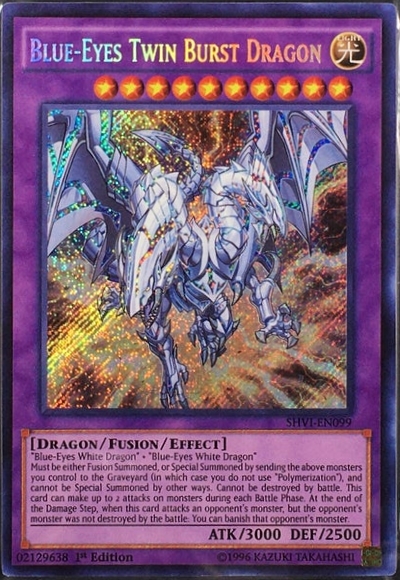 BLUE-EYES TWIN BURST DRAGON
LIGHT
光
SHVI-EN099
[DRAGON/FUSION/EFFECT]
"Blue-Eyes White Dragon" + "Blue-Eyes White Dragon"
Must be either Fusion Summoned, or Special Summoned by sending the above monsters
you control to the Graveyard (in which case you do not use "Polymerization"), and
cannot be Special Summoned by other ways. Cannot be destroyed by battle. This
card can make up to 2 attacks on monsters during each Battle Phase. At the end of
the Damage Step, when this card attacks an opponent's monster, but the opponent's
monster was not destroyed by the battle: You can banish that opponent's monster.
ATK/3000 DEF/2500
02129638 1st Edition ©1996 KAZUKI TAKAHASHI